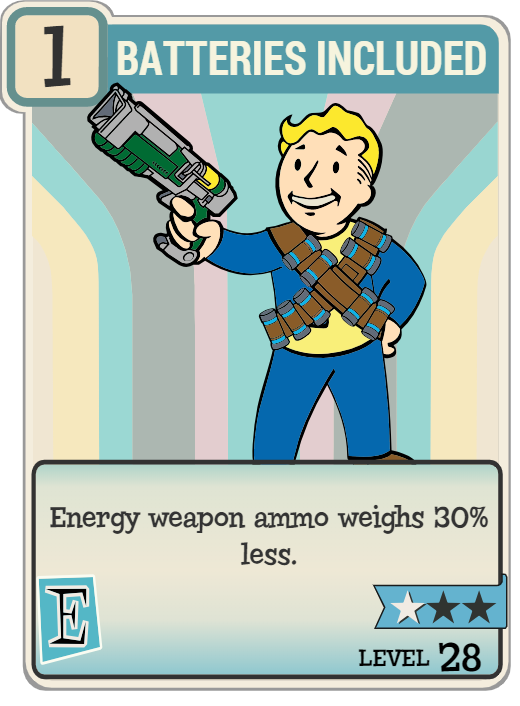 1
BATTERIES INCLUDED
Energy weapon ammo weighs 30%
less.
E
LEVEL 28